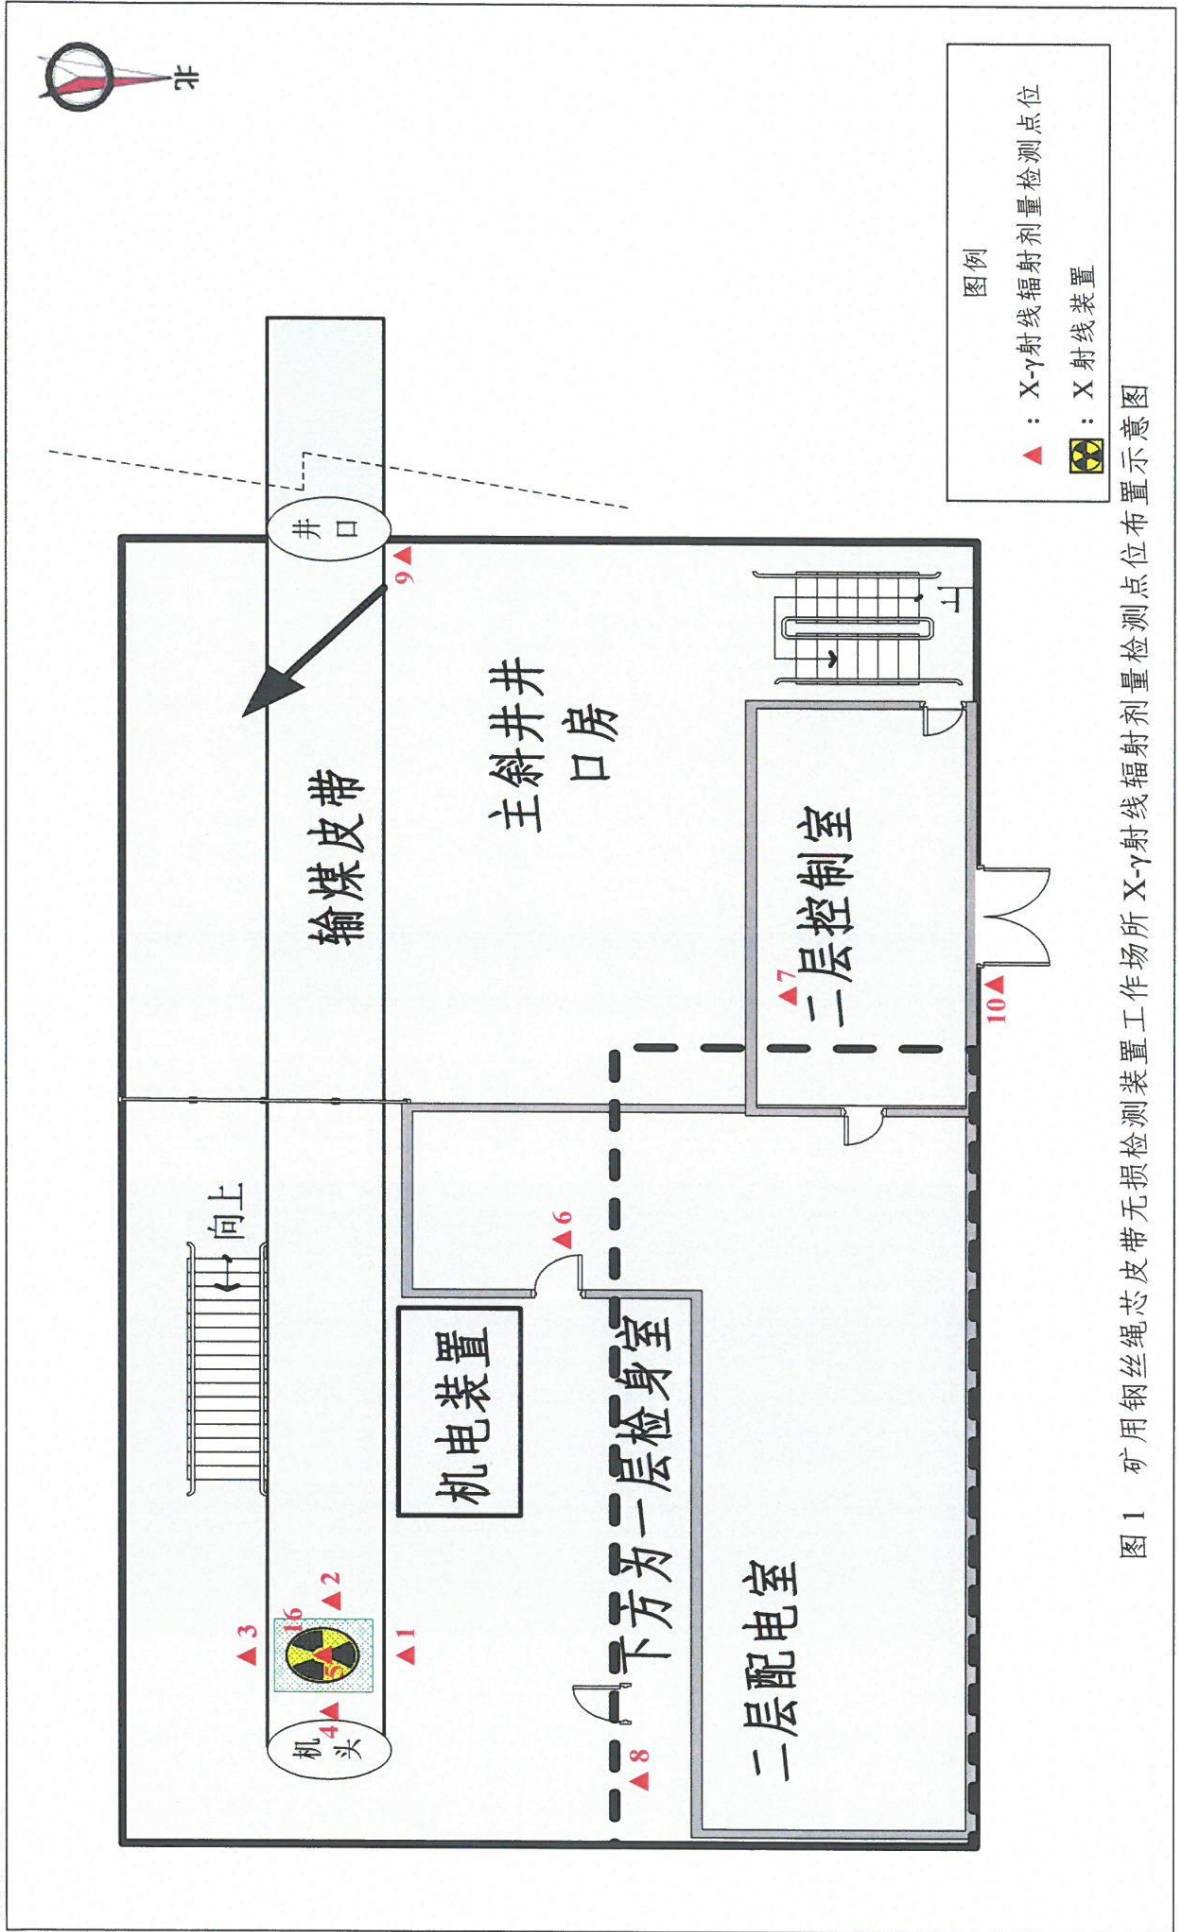 北
图例
▲：X-γ射线辐射剂量检测点位
：X 射线装置
井
口
9▲
输煤皮带
主斜井井
口房
上
二层控制室
▲7
10▲
向上
▲6
机电装置
下方为一层检身室
二层配电室
▲3
16
▲2
5
▲1
4▲
机
头
▲8
图 1 矿用钢丝绳芯皮带无损检测装置工作场所 X-γ射线辐射剂量检测点位布置示意图